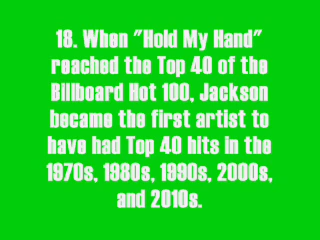 18. When "Hold My Hand"
reached the Top 40 of the
Billboard Hot 100, Jackson
became the first artist to
have had Top 40 hits in the
1970s, 1980s, 1990s, 2000s,
and 2010s.